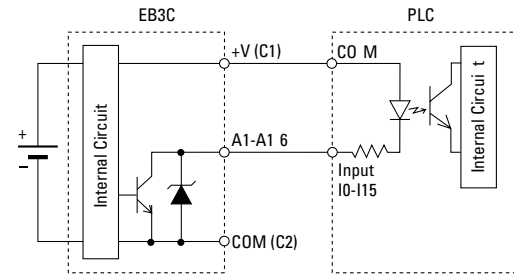 EB3C
PLC
+V (C1)
CO M
Internal Circuit
Internal Circui t
+
−
A1-A1 6
Input
I0-I15
COM (C2)